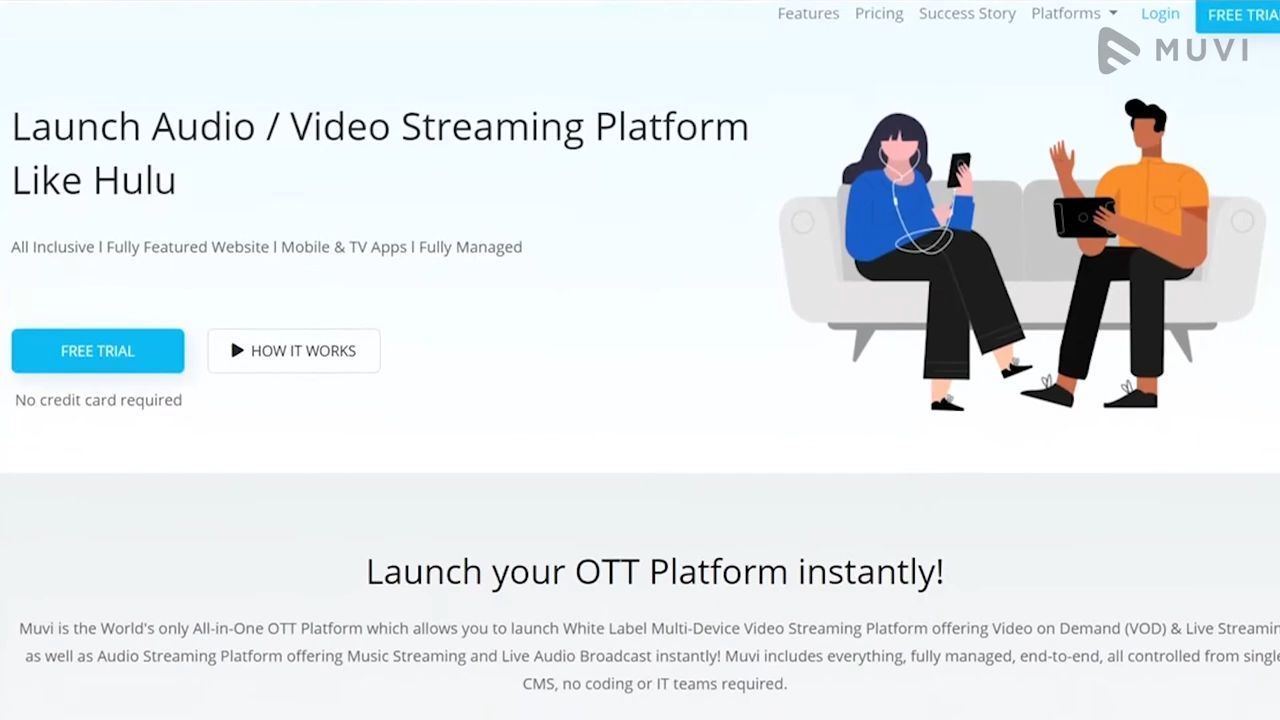 Features Pricing Success Story Platforms Login FREE
MUVI
Launch Audio / Video Streaming Platform
Like Hulu
All Inclusive l Fully Featured Website l Mobile & TV Apps l Fully Managed
FREE TRIAL HOW IT WORKS
No credit card required
Launch your OTT Platform instantly!
Muvi is the World's only All-in-One OTT Platform which allows you to launch White Label Multi-Device Video Streaming Platform offering Video on Demand (VOD) & Live
as well as Audio Streaming Platform offering Music Streaming and Live Audio Broadcast instantly! Muvi includes everything, fully managed, end-to-end, all controlled from
CMS, no coding or IT teams required.